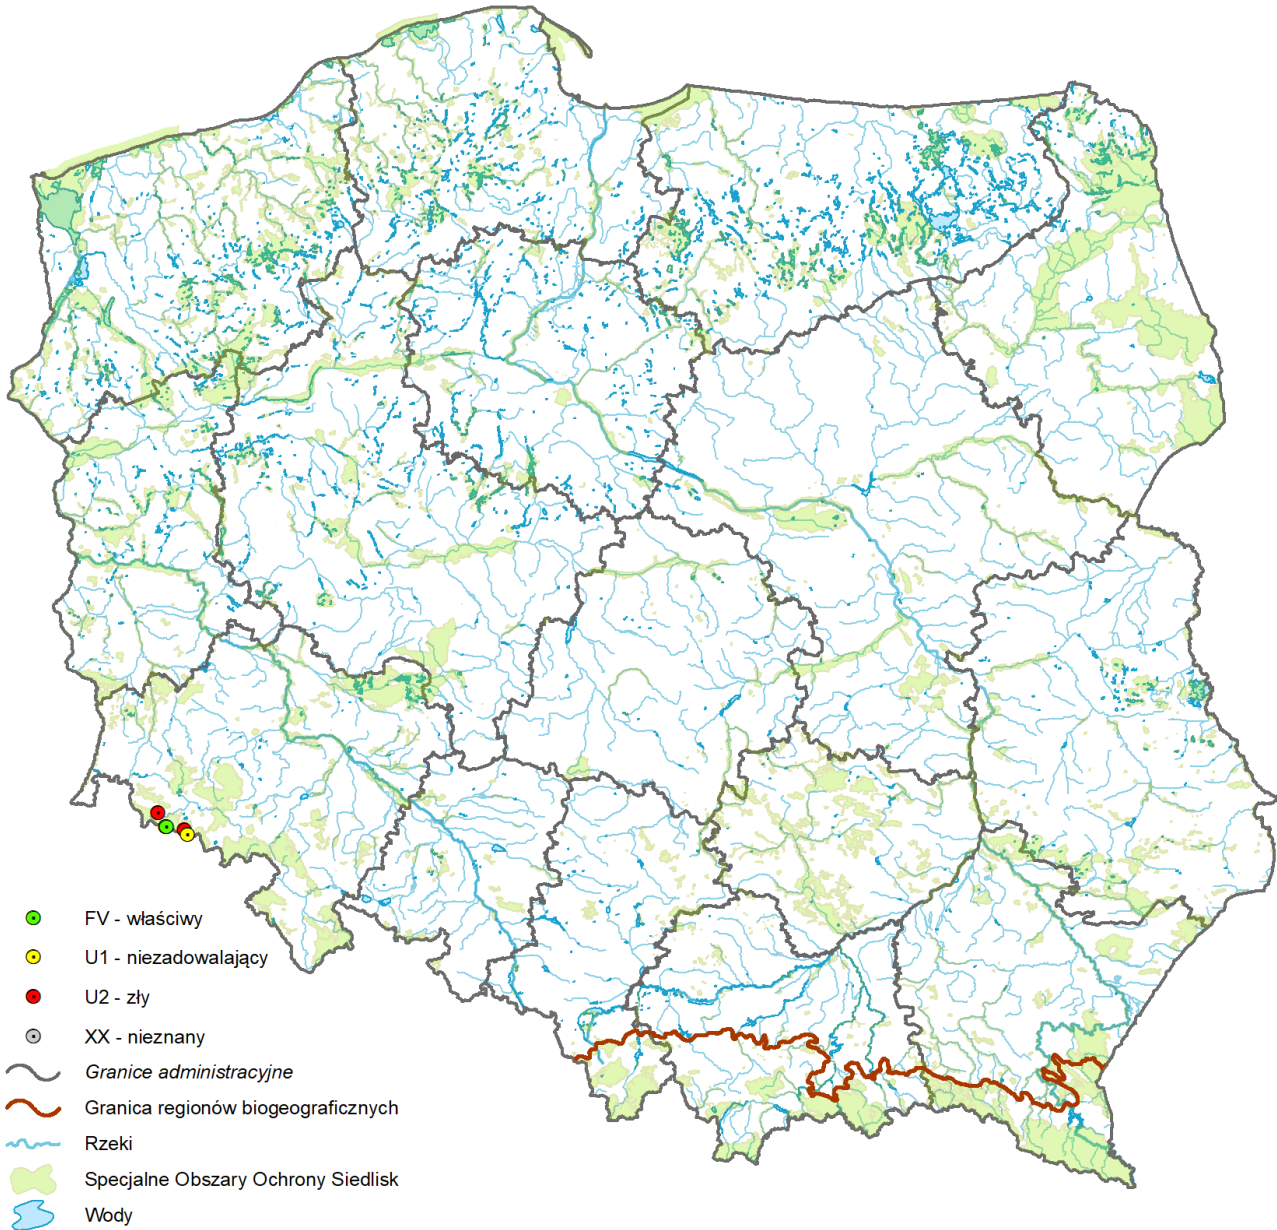 FV - właściwy
U1 - niezadowalający
U2 - zły
XX - nieznany
Granice administracyjne
Granica regionów biogeograficznych
Rzeki
Specjalne Obszary Ochrony Siedlisk
Wody